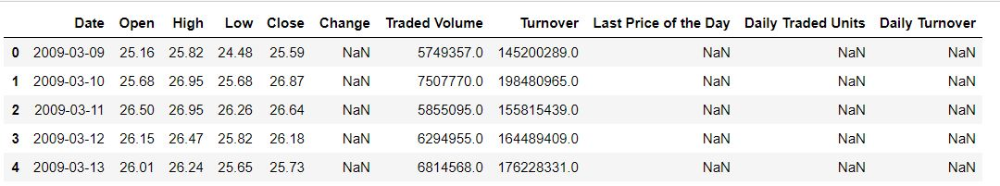 Date Open High Low Close Change Traded Volume Turnover Last Price of the Day Daily Traded Units Daily Turnover
0 2009-03-09 25.16 25.82 24.48 25.59 NaN 5749357.0 145200289.0 NaN NaN NaN
1 2009-03-10 25.68 26.95 25.68 26.87 NaN 7507770.0 198480965.0 NaN NaN NaN
2 2009-03-11 26.50 26.95 26.26 26.64 NaN 5855095.0 155815439.0 NaN NaN NaN
3 2009-03-12 26.15 26.47 25.82 26.18 NaN 6294955.0 164489409.0 NaN NaN NaN
4 2009-03-13 26.01 26.24 25.65 25.73 NaN 6814568.0 176228331.0 NaN NaN NaN